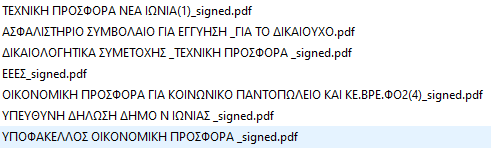 ΤΕΧΝΙΚΗ ΠΡΟΣΦΟΡΑ ΝΕΑ ΙΩΝΙΑ(1)_signed.pdf
ΑΣΦΑΛΙΣΤΗΡΙΟ ΣΥΜΒΟΛΑΙΟ ΓΙΑ ΕΓΓΥΗΣΗ _ΓΙΑ ΤΟ ΔΙΚΑΙΟΥΧΟ.pdf
ΔΙΚΑΙΟΛΟΓΗΤΙΚΑ ΣΥΜΕΤΟΧΗΣ _ΤΕΧΝΙΚΗ ΠΡΟΣΦΟΡΑ _signed.pdf
ΕΕΕΣ_signed.pdf
ΟΙΚΟΝΟΜΙΚΗ ΠΡΟΣΦΟΡΑ ΓΙΑ ΚΟΙΝΩΝΙΚΟ ΠΑΝΤΟΠΩΛΕΙΟ ΚΑΙ ΚΕ.ΒΡΕ.ΦΟ2(4)_signed.pdf
ΥΠΕΥΘΥΝΗ ΔΗΛΩΣΗ ΔΗΜΟ Ν ΙΩΝΙΑΣ _signed.pdf
ΥΠΟΦΑΚΕΛΛΟΣ ΟΙΚΟΝΟΜΙΚΗ ΠΡΟΣΦΟΡΑ _signed.pdf